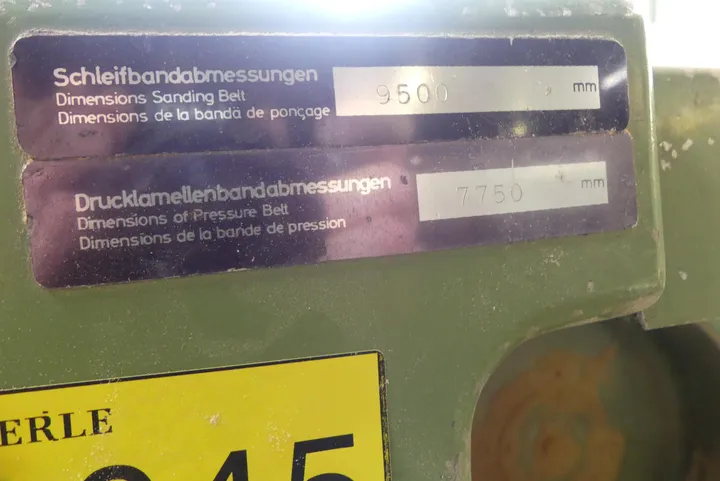 Schleifbandabmessungen
Dimensions Sanding Belt
Dimensions de la banda de ponçage
9500 mm
Drucklamellenbandabmessungen
Dimensions of Pressure Belt
Dimensions de la bande de pression
7750 mm
ERLE
345